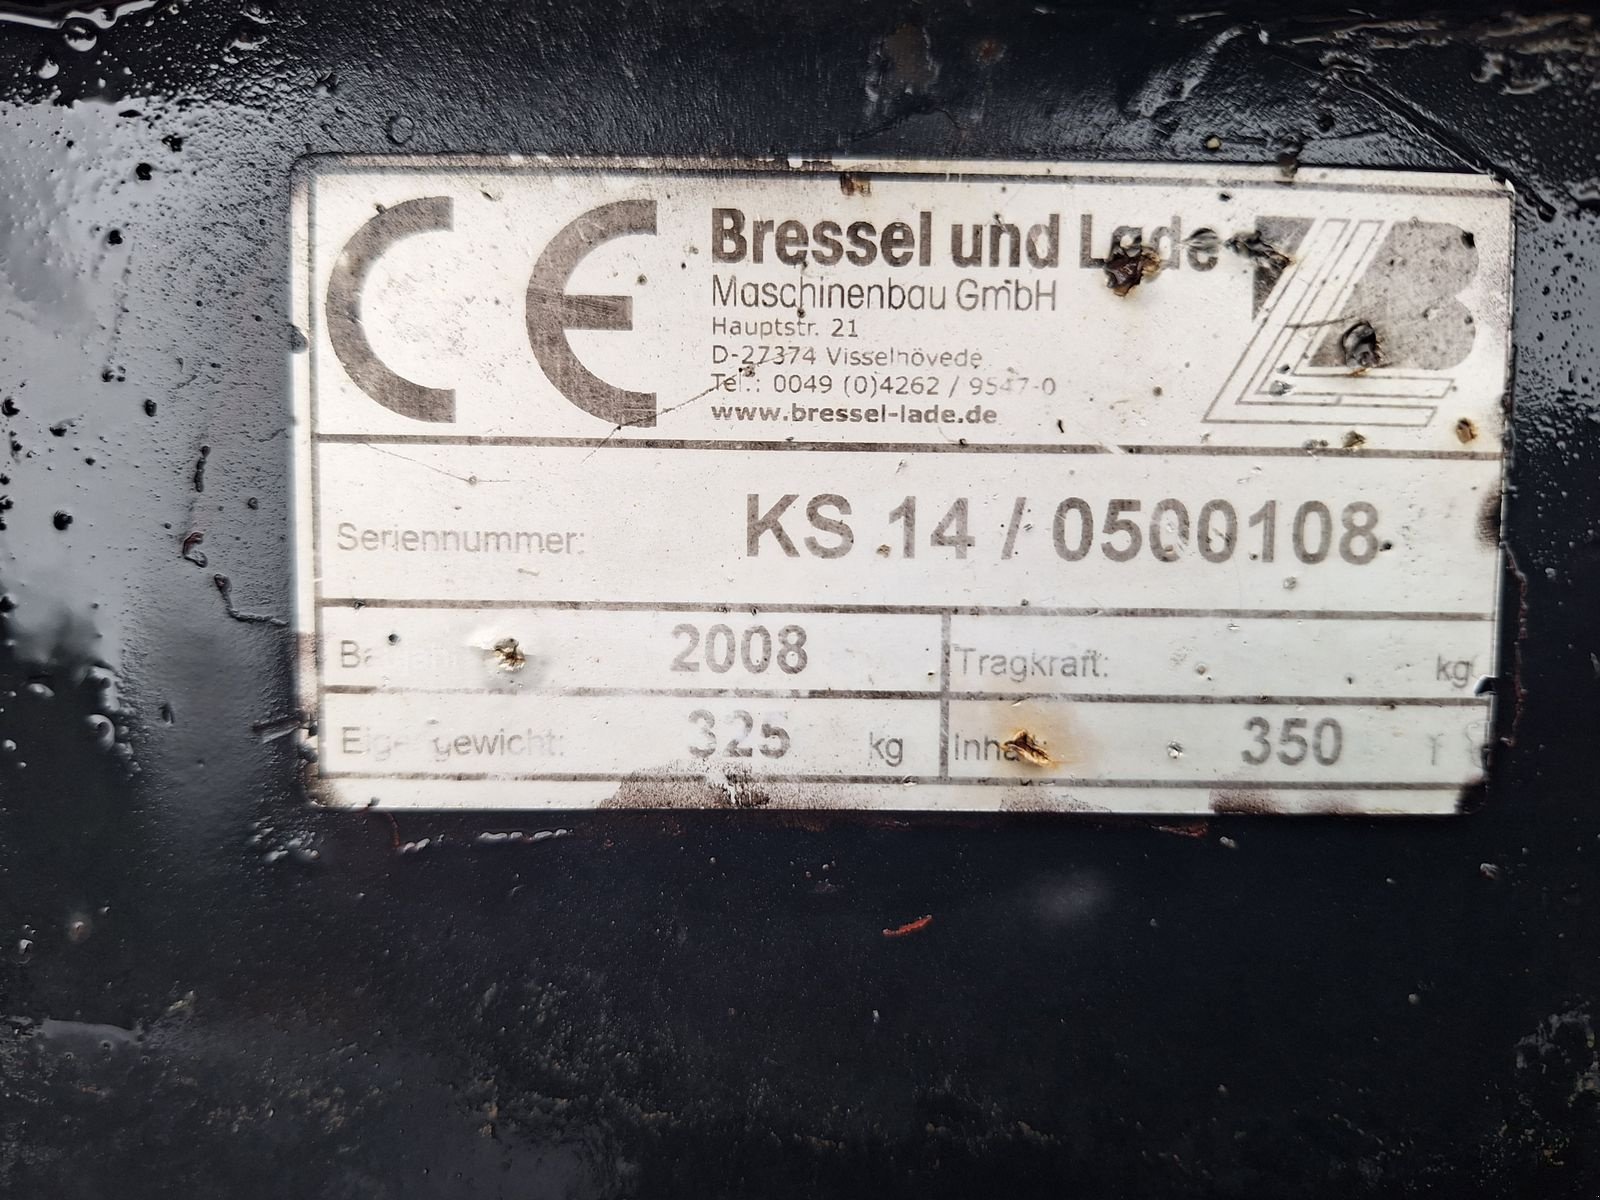 CE
Bressel und Lade
Maschinenbau GmbH
Hauptstr. 21
D-27374 Visselhövede
Tel.: 0049 (0)4262 / 9547-0
www.bressel-lade.de
Seriennummer: KS 14 / 0500108
2008 Tragkraft: kg
325 kg Inhalt: 350